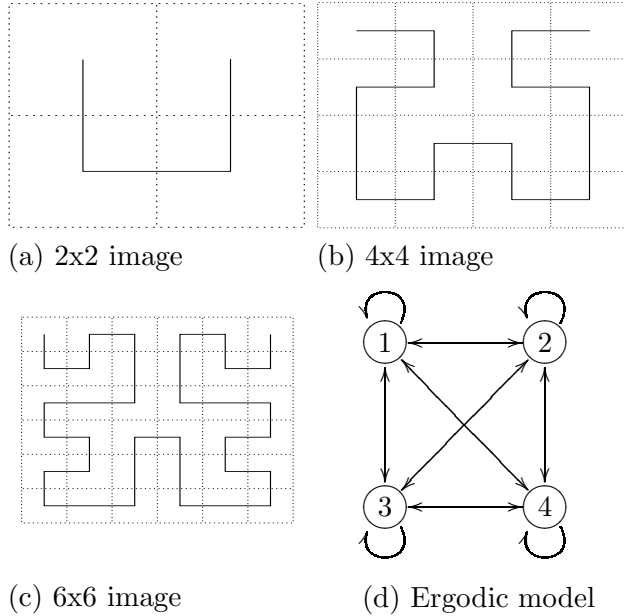 (a) 2x2 image
(b) 4x4 image
1 2
3 4
(c) 6x6 image
(d) Ergodic model